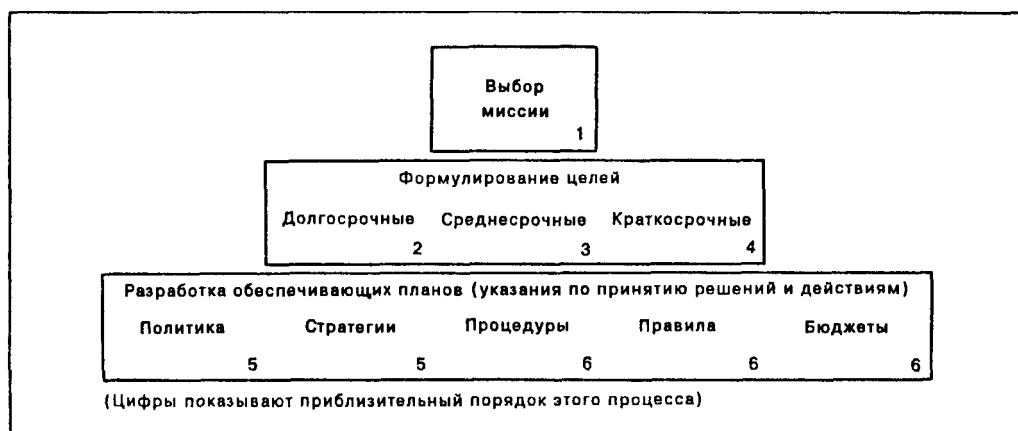 Выбор
миссии
1
Формулирование целей
Долгосрочные Среднесрочные Краткосрочные
2 3 4
Разработка обеспечивающих планов (указания по принятию решений и действиям)
Политика Стратегии Процедуры Правила Бюджеты
5 5 6 6 6
(Цифры показывают приблизительный порядок этого процесса)